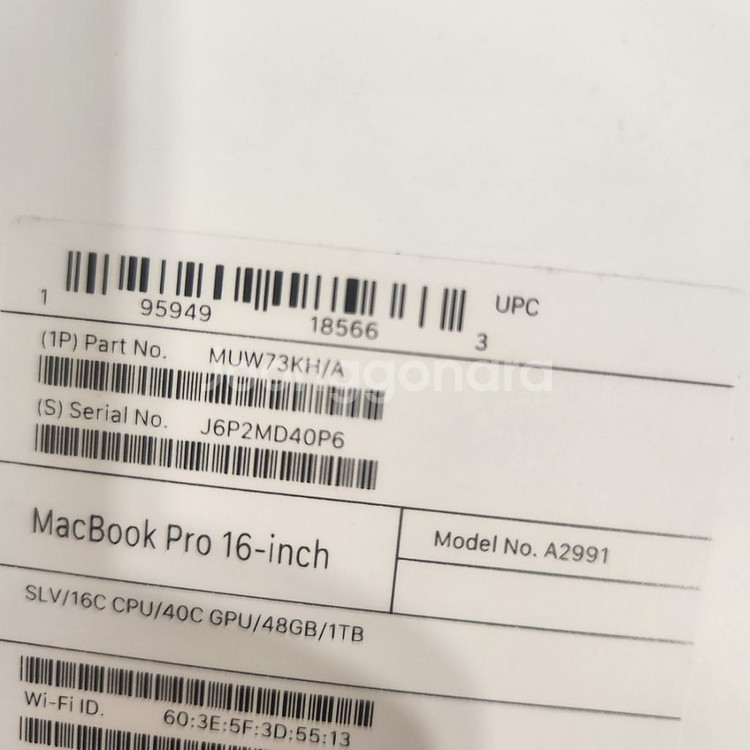 1 95949 18566 3 UPC
(1P) Part No. MUW73KH/A
joonggonara
(S) Serial No. J6P2MD40P6
MacBook Pro 16-inch
Model No. A2991
SLV/16C CPU/40C GPU/48GB/1TB
Wi-Fi ID. 60:3E:5F:3D:55:13